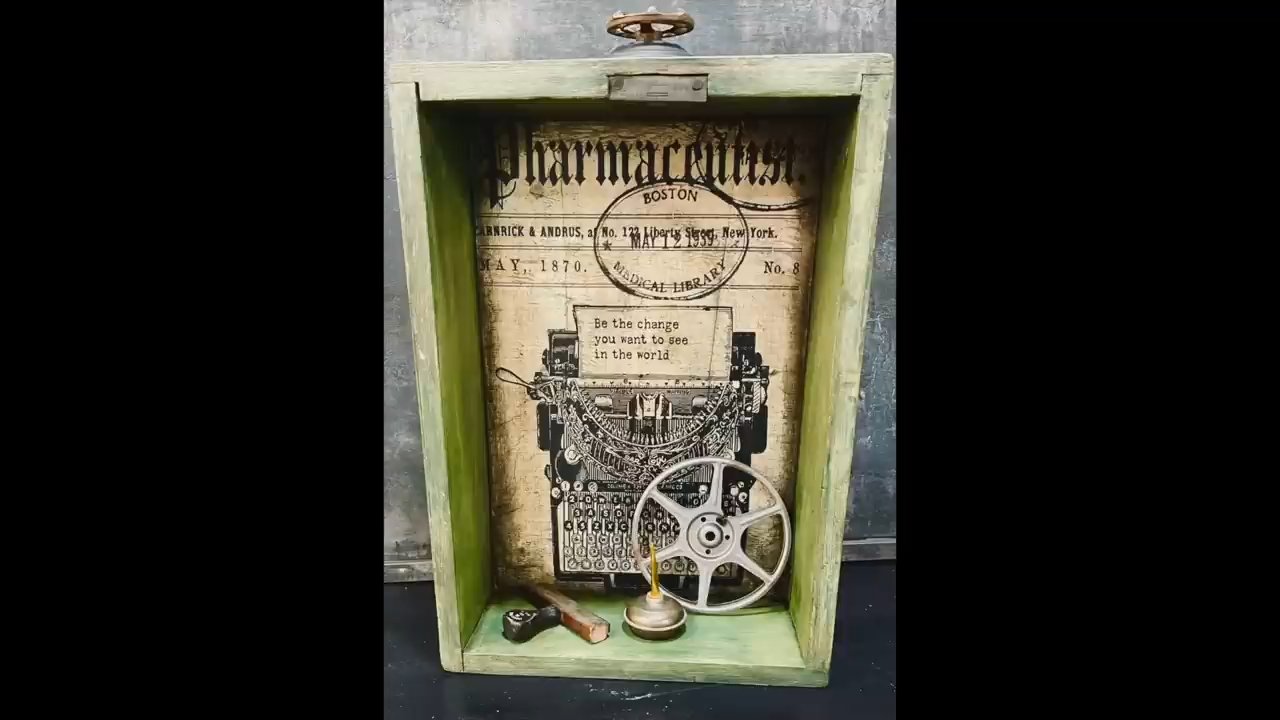 Pharmaceutist.
BOSTON
ARNRICK & ANDRUS, at No. 122 Liberty Street, New York.
MAY 12 1939
MAY, 1870. No. 8
MEDICAL LIBRARY
Be the change
you want to see
in the world